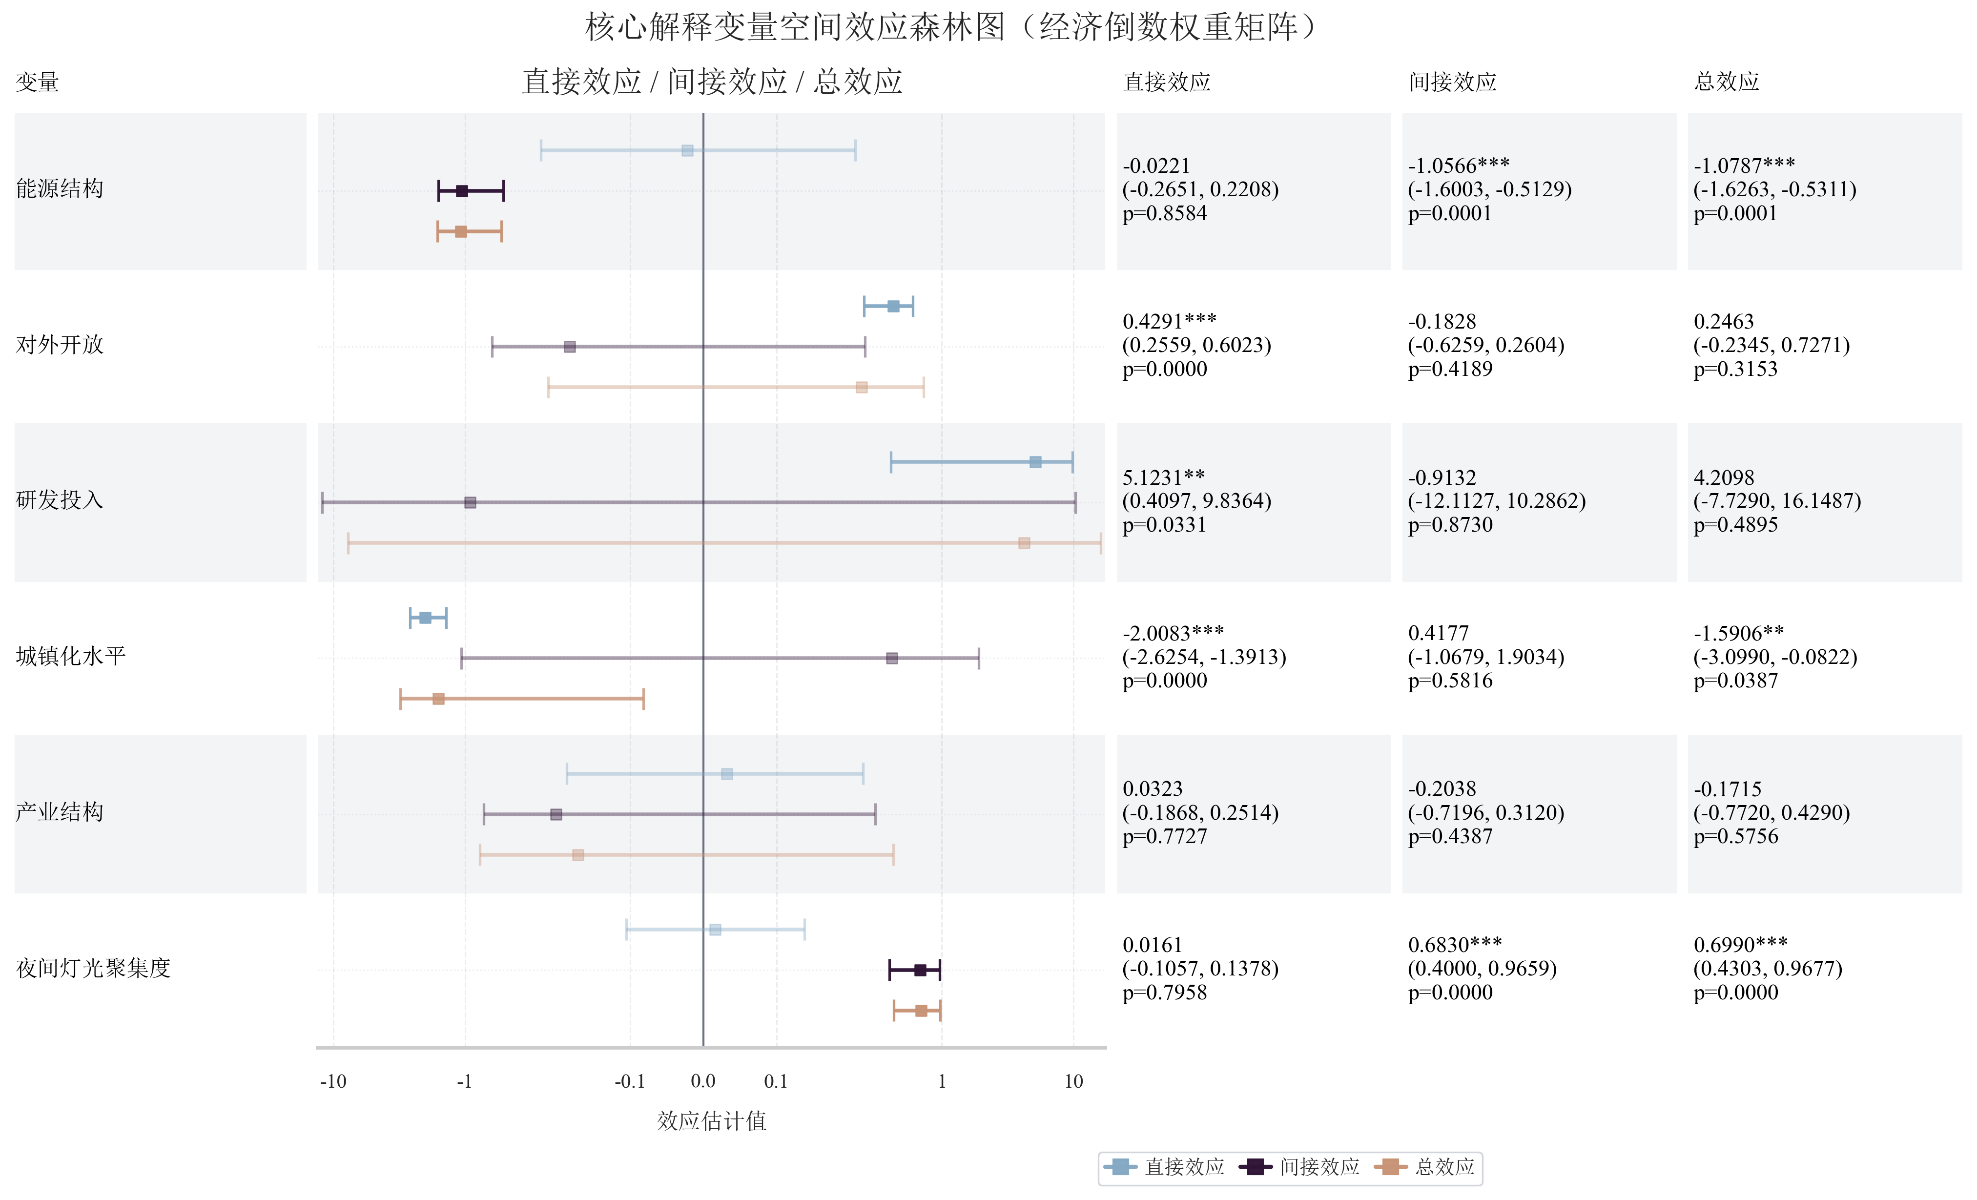 核心解释变量空间效应森林图（经济倒数权重矩阵）
变量
直接效应 / 间接效应 / 总效应
直接效应
间接效应
总效应
能源结构
-0.0221
(-0.2651, 0.2208)
p=0.8584
-1.0566***
(-1.6003, -0.5129)
p=0.0001
-1.0787***
(-1.6263, -0.5311)
p=0.0001
对外开放
0.4291***
(0.2559, 0.6023)
p=0.0000
-0.1828
(-0.6259, 0.2604)
p=0.4189
0.2463
(-0.2345, 0.7271)
p=0.3153
研发投入
5.1231**
(0.4097, 9.8364)
p=0.0331
-0.9132
(-12.1127, 10.2862)
p=0.8730
4.2098
(-7.7290, 16.1487)
p=0.4895
城镇化水平
-2.0083***
(-2.6254, -1.3913)
p=0.0000
0.4177
(-1.0679, 1.9034)
p=0.5816
-1.5906**
(-3.0990, -0.0822)
p=0.0387
产业结构
0.0323
(-0.1868, 0.2514)
p=0.7727
-0.2038
(-0.7196, 0.3120)
p=0.4387
-0.1715
(-0.7720, 0.4290)
p=0.5756
夜间灯光聚集度
0.0161
(-0.1057, 0.1378)
p=0.7958
0.6830***
(0.4000, 0.9659)
p=0.0000
0.6990***
(0.4303, 0.9677)
p=0.0000
-10 -1 -0.1 0.0 0.1 1 10
效应估计值
直接效应 间接效应 总效应